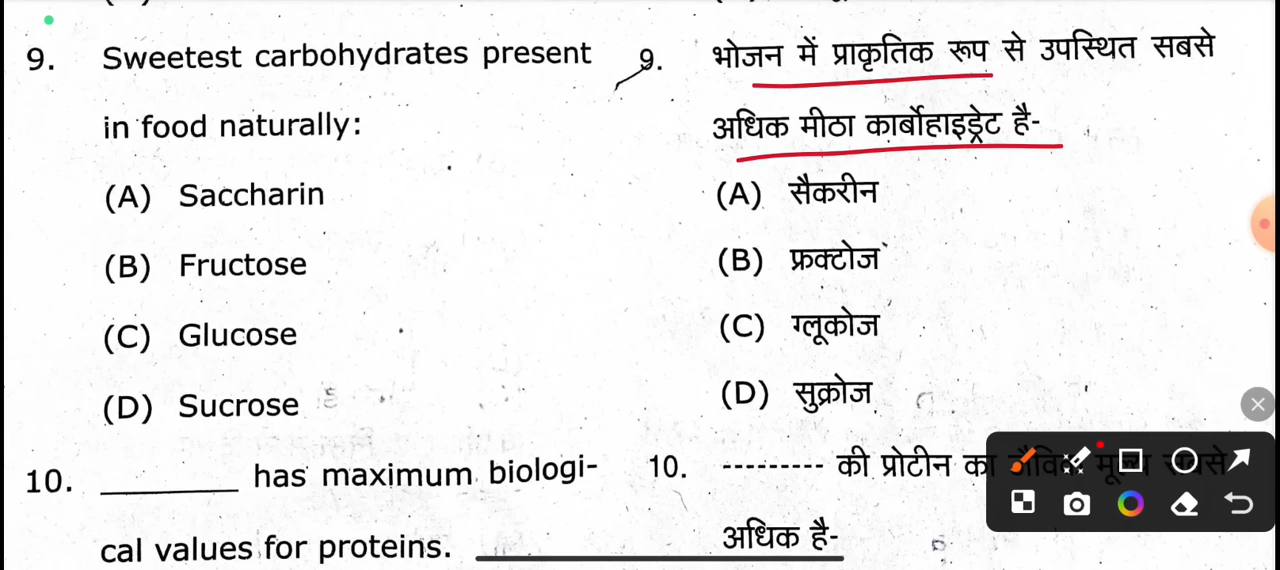 9. Sweetest carbohydrates present
in food naturally:
(A) Saccharin
(B) Fructose
(C) Glucose
(D) Sucrose
10. ________ has maximum biologi-
cal values for proteins.
9. भोजन में प्राकृतिक रूप से उपस्थित सबसे
अधिक मीठा कार्बोहाइड्रेट है-
(A) सैकरीन
(B) फ्रक्टोज
(C) ग्लूकोज
(D) सुक्रोज
10. --------- की प्रोटीन का जैविक मूल्य सबसे
अधिक है-